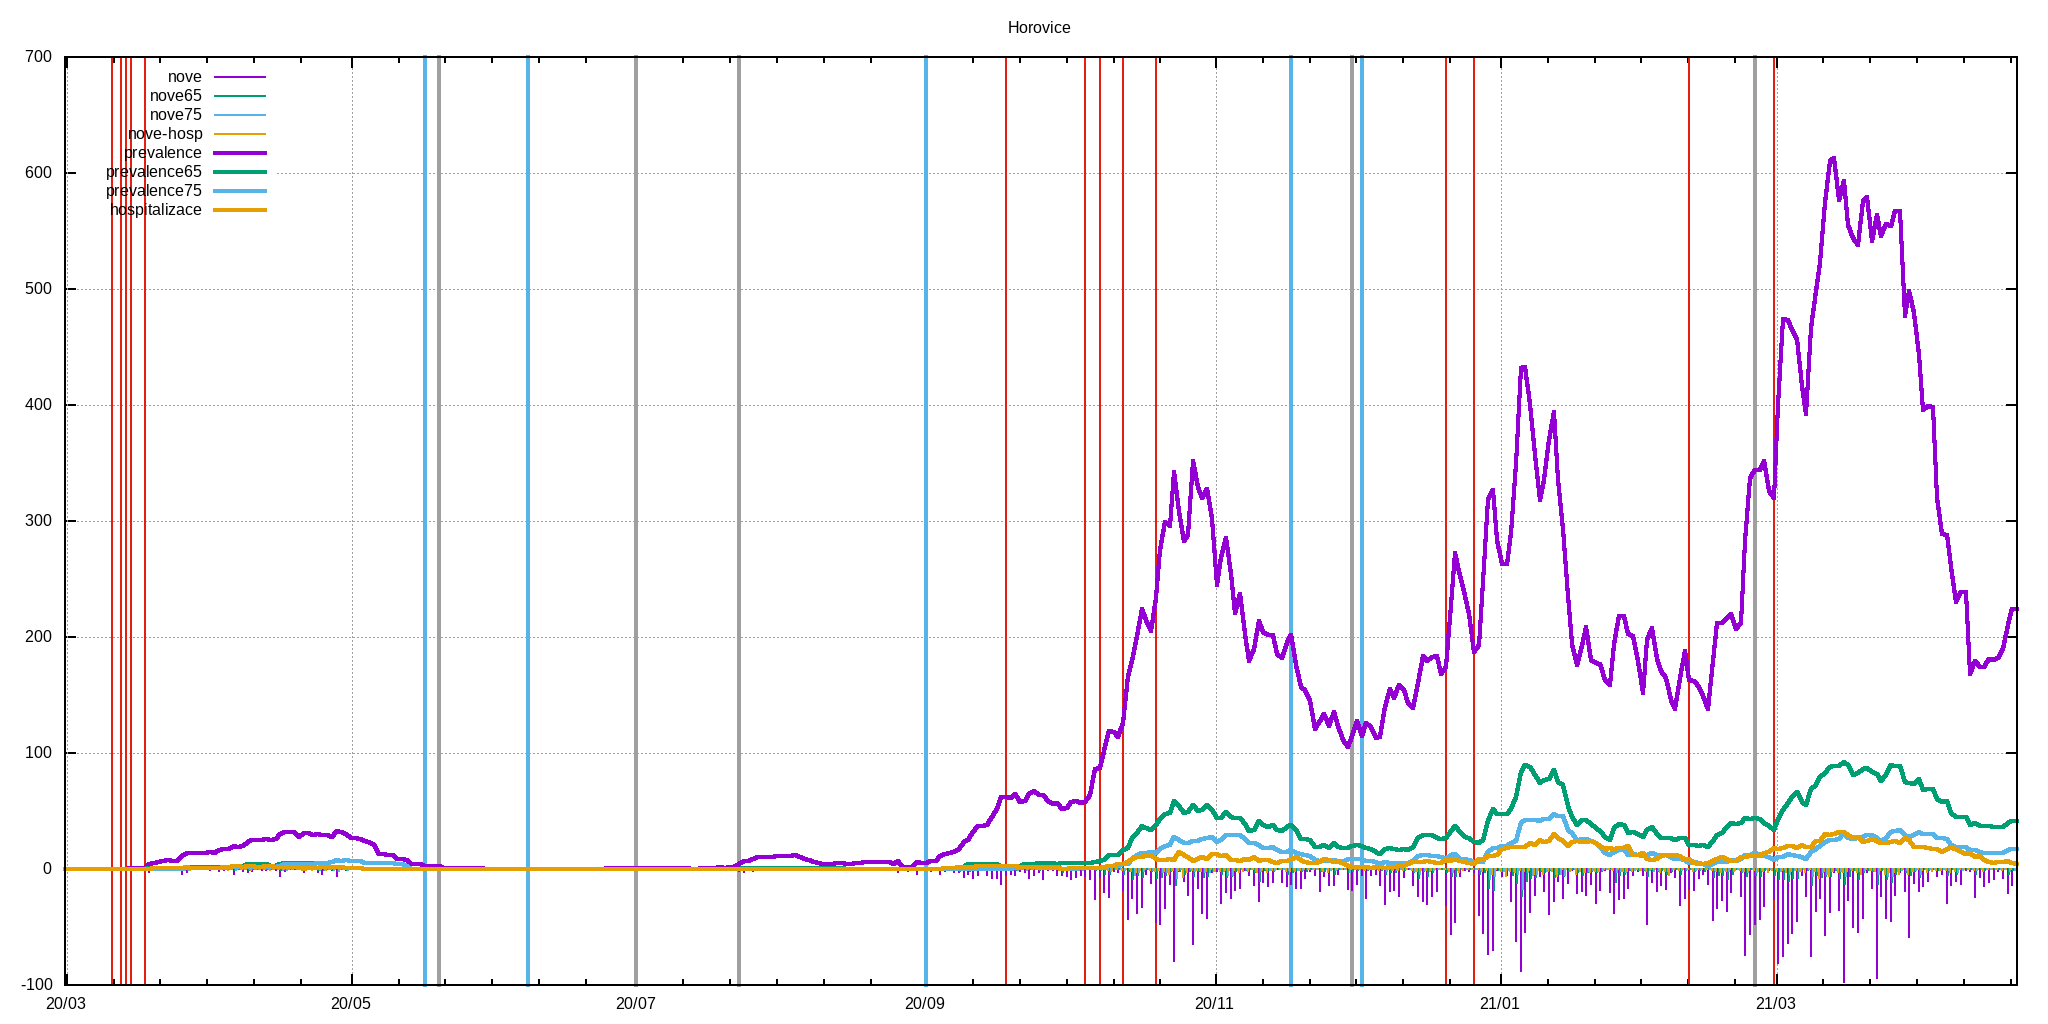 Horovice
700
600
500
400
300
200
100
0
-100
nove
nove65
nove75
nove-hosp
prevalence
prevalence65
prevalence75
hospitalizace
20/03 20/05 20/07 20/09 20/11 21/01 21/03